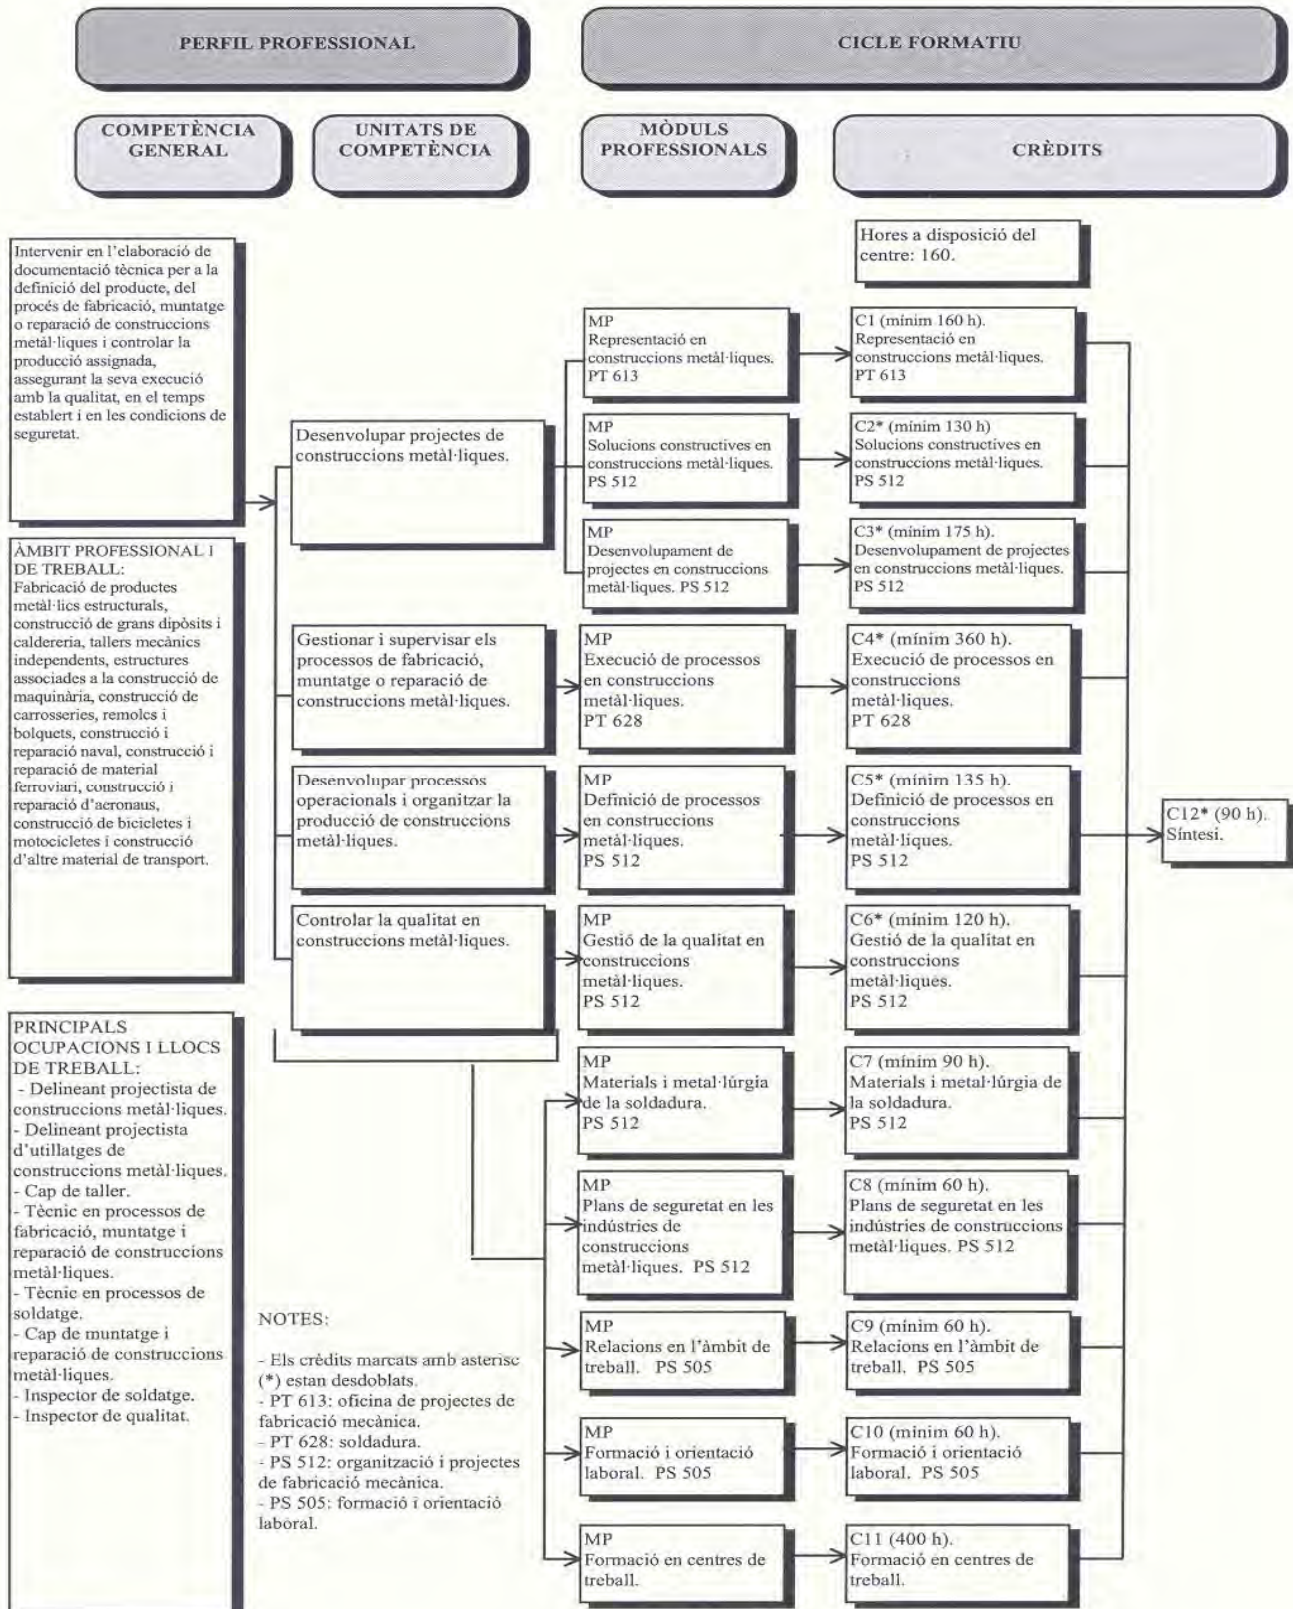 PERFIL PROFESSIONAL
CICLE FORMATIU
COMPETÈNCIA
GENERAL
UNITATS DE
COMPETÈNCIA
MÒDULS
PROFESSIONALS
CRÈDITS
Hores a disposició del
centre: 160.
Intervenir en l'elaboració de
documentació tècnica per a la
definició del producte, del
procés de fabricació, muntatge
o reparació de construccions
metàl·liques i controlar la
producció assignada,
assegurant la seva execució
amb la qualitat, en el temps
establert i en les condicions de
seguretat.
ÀMBIT PROFESSIONAL I
DE TREBALL:
Fabricació de productes
metàl·lics estructurals,
construcció de grans dipòsits i
caldereria, tallers mecànics
independents, estructures
associades a la construcció de
maquinària, construcció de
carrosseries, remolcs i
bolquets, construcció i
reparació naval, construcció i
reparació de material
ferroviari, construcció i
reparació d'aeronaus,
construcció de bicicletes i
motocicletes i construcció
d'altre material de transport.
PRINCIPALS
OCUPACIONS I LLOCS
DE TREBALL:
- Delineant projectista de
construccions metàl·liques.
- Delineant projectista
d'utillatges de
construccions metàl·liques.
- Cap de taller.
- Tècnic en processos de
fabricació, muntatge i
reparació de construccions
metàl·liques.
- Tècnic en processos de
soldatge.
- Cap de muntatge i
reparació de construccions
metàl·liques.
- Inspector de soldatge.
- Inspector de qualitat.
Desenvolupar projectes de
construccions metàl·liques.
Gestionar i supervisar els
processos de fabricació,
muntatge o reparació de
construccions metàl·liques.
Desenvolupar processos
operacionals i organitzar la
producció de construccions
metàl·liques.
Controlar la qualitat en
construccions metàl·liques.
NOTES:
- Els crèdits marcats amb asterisc
(*) estan desdoblats.
- PT 613: oficina de projectes de
fabricació mecànica.
- PT 628: soldadura.
- PS 512: organització i projectes
de fabricació mecànica.
- PS 505: formació i orientació
laboral.
MP
Representació en
construccions metàl·liques.
PT 613
MP
Solucions constructives en
construccions metàl·liques.
PS 512
MP
Desenvolupament de
projectes en construccions
metàl·liques. PS 512
MP
Execució de processos
en construccions
metàl·liques.
PT 628
MP
Definició de processos
en construccions
metàl·liques.
PS 512
MP
Gestió de la qualitat en
construccions
metàl·liques.
PS 512
MP
Materials i metal·lúrgia
de la soldadura.
PS 512
MP
Plans de seguretat en les
indústries de
construccions
metàl·liques. PS 512
MP
Relacions en l'àmbit de
treball. PS 505
MP
Formació i orientació
laboral. PS 505
MP
Formació en centres de
treball.
C1 (mínim 160 h).
Representació en
construccions metàl·liques.
PT 613
C2* (mínim 130 h)
Solucions constructives en
construccions metàl·liques.
PS 512
C3* (mínim 175 h).
Desenvolupament de projectes
en construccions metàl·liques.
PS 512
C4* (mínim 360 h).
Execució de processos en
construccions
metàl·liques.
PT 628
C5* (mínim 135 h).
Definició de processos en
construccions
metàl·liques.
PS 512
C6* (mínim 120 h).
Gestió de la qualitat en
construccions
metàl·liques.
PS 512
C7 (mínim 90 h).
Materials i metal·lúrgia de
la soldadura.
PS 512
C8 (mínim 60 h).
Plans de seguretat en les
indústries de construccions
metàl·liques. PS 512
C9 (mínim 60 h).
Relacions en l'àmbit de
treball. PS 505
C10 (mínim 60 h).
Formació i orientació
laboral. PS 505
C11 (400 h).
Formació en centres de
treball.
C12* (90 h).
Síntesi.